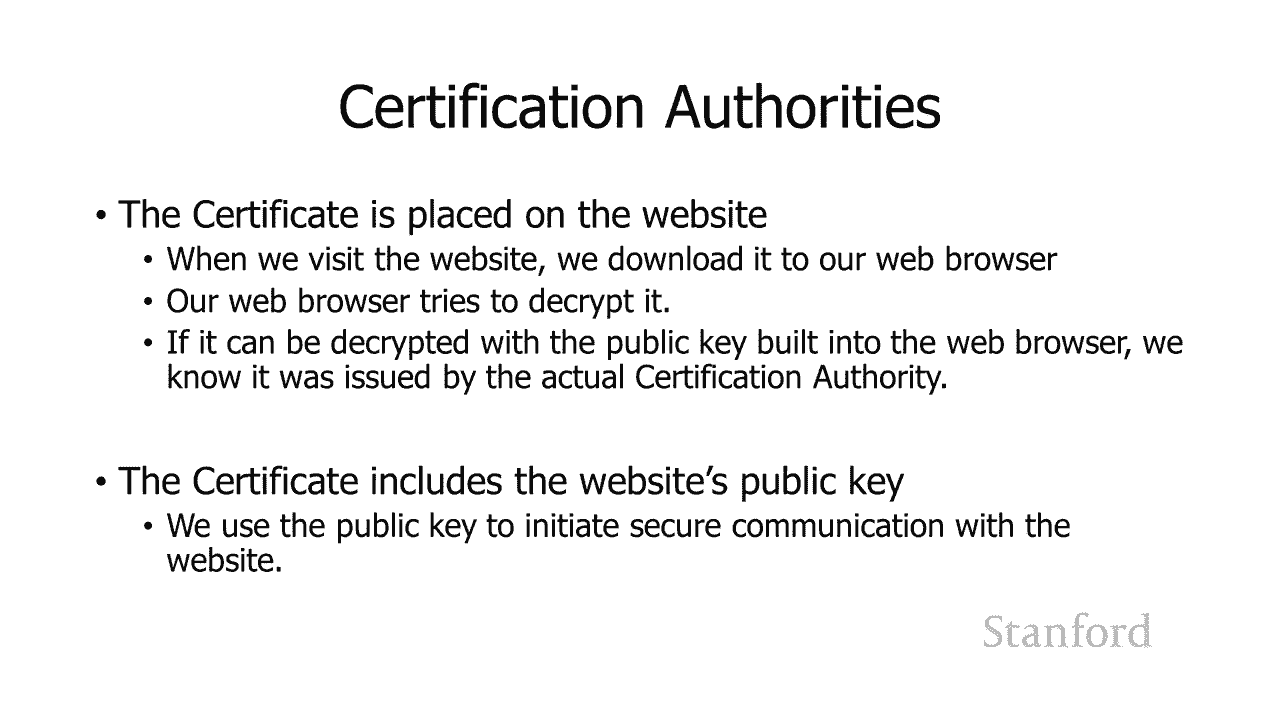 Certification Authorities
• The Certificate is placed on the website
• When we visit the website, we download it to our web browser
• Our web browser tries to decrypt it.
• If it can be decrypted with the public key built into the web browser, we
know it was issued by the actual Certification Authority.
• The Certificate includes the website’s public key
• We use the public key to initiate secure communication with the
website.
Stanford